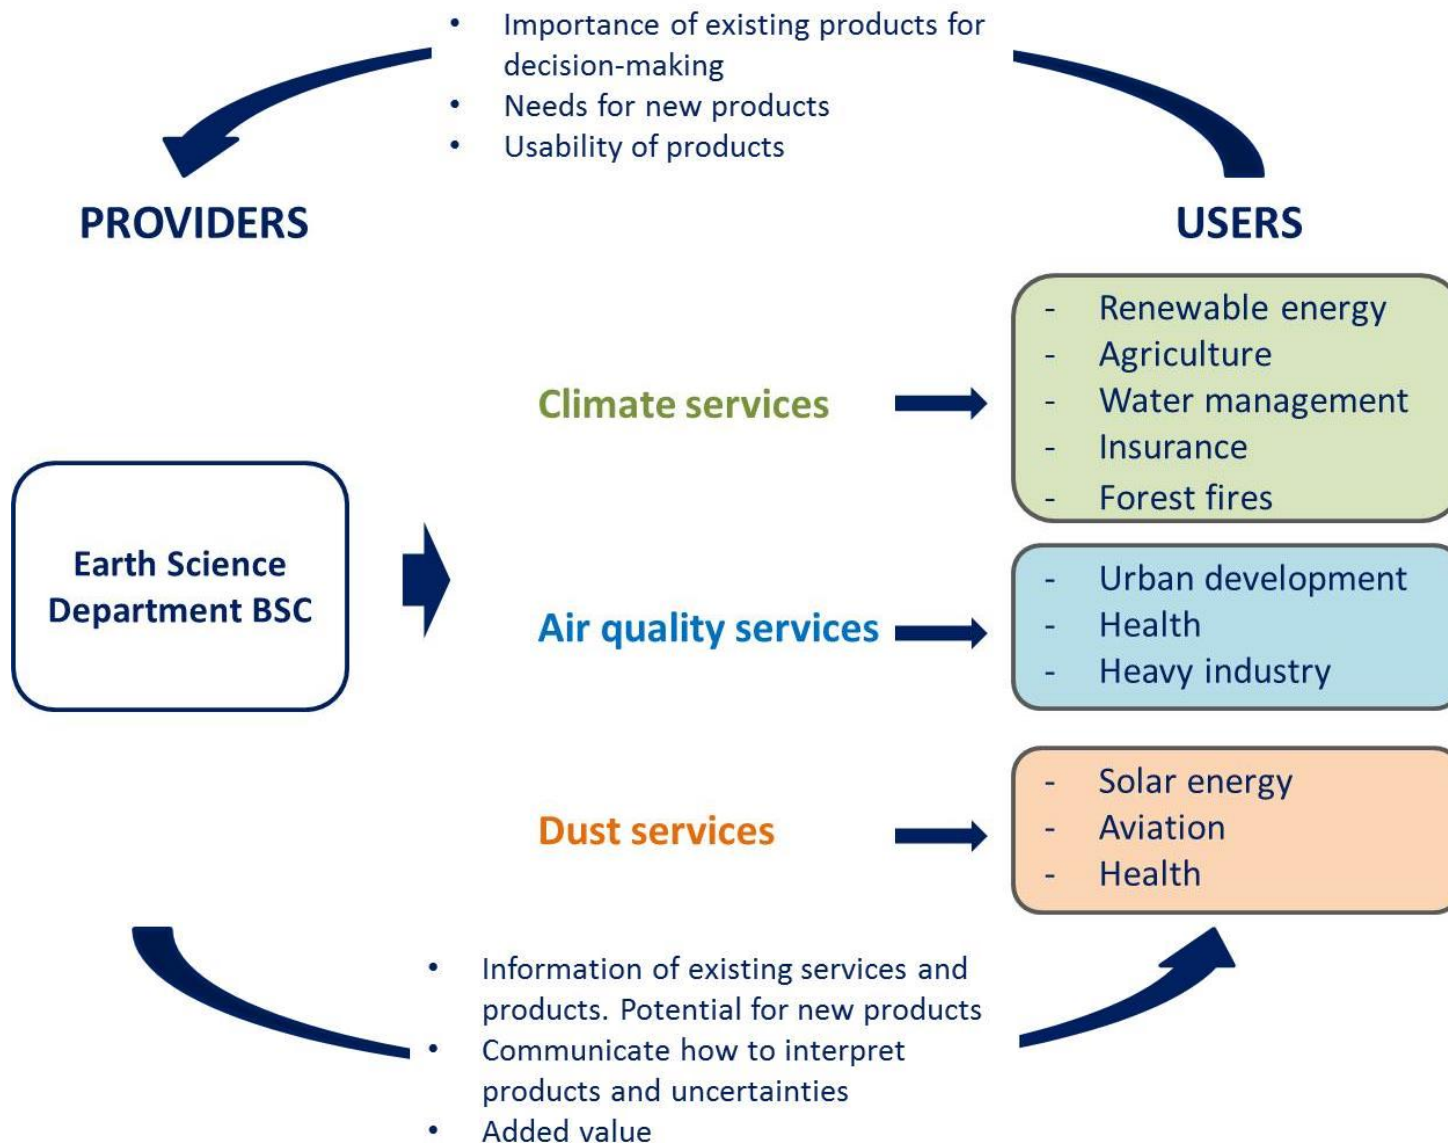 • Importance of existing products for
decision-making
• Needs for new products
• Usability of products
PROVIDERS
USERS
Earth Science
Department BSC
Climate services
- Renewable energy
- Agriculture
- Water management
- Insurance
- Forest fires
Air quality services
- Urban development
- Health
- Heavy industry
Dust services
- Solar energy
- Aviation
- Health
• Information of existing services and
products. Potential for new products
• Communicate how to interpret
products and uncertainties
• Added value